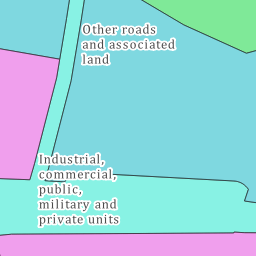 Other roads
and associated
land
Industrial,
commercial,
public,
military and
private units